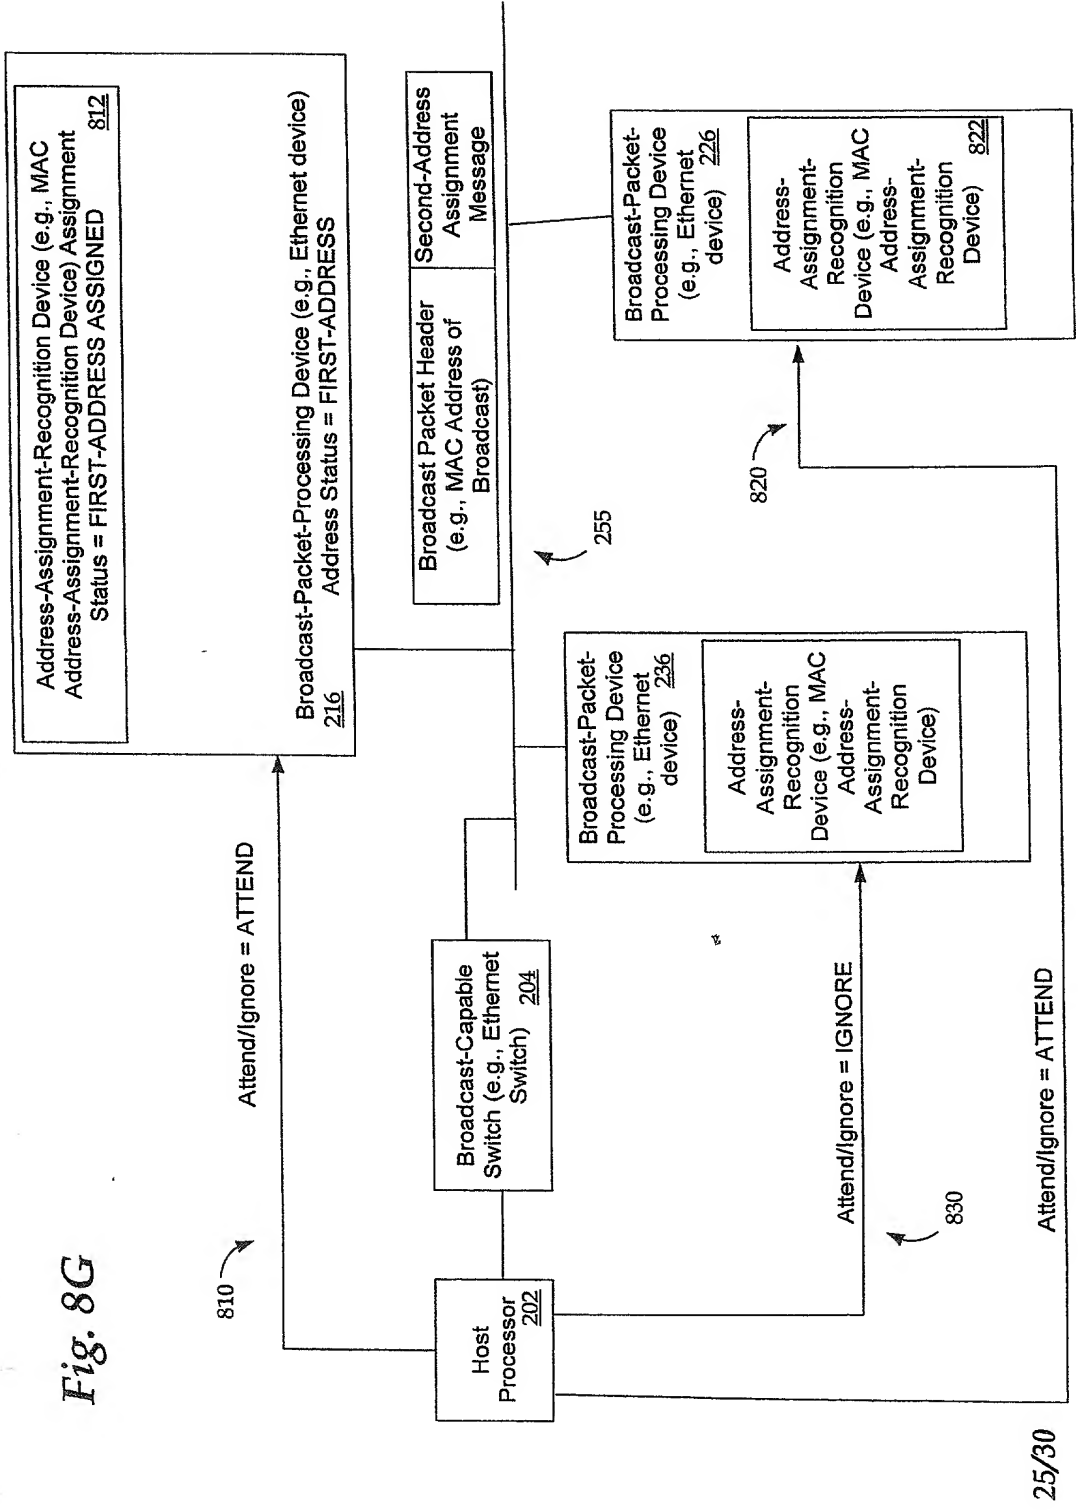 Fig. 8G
Address-Assignment-Recognition Device (e.g., MAC
Address-Assignment-Recognition Device) Assignment
Status = FIRST-ADDRESS ASSIGNED
812
Broadcast-Packet-Processing Device (e.g., Ethernet device)
216
Address Status = FIRST-ADDRESS
810
Attend/Ignore = ATTEND
Broadcast Packet Header
(e.g., MAC Address of
Broadcast)
Second-Address
Assignment
Message
255
Host
Processor
202
Broadcast-Capable
Switch (e.g., Ethernet
Switch)
204
Broadcast-Packet-
Processing Device
(e.g., Ethernet
device)
236
Address-
Assignment-
Recognition
Device (e.g., MAC
Address-
Assignment-
Recognition
Device)
Broadcast-Packet-
Processing Device
(e.g., Ethernet
device)
226
Address-
Assignment-
Recognition
Device (e.g., MAC
Address-
Assignment-
Recognition
Device)
822
820
Attend/Ignore = IGNORE
830
Attend/Ignore = ATTEND
25/30